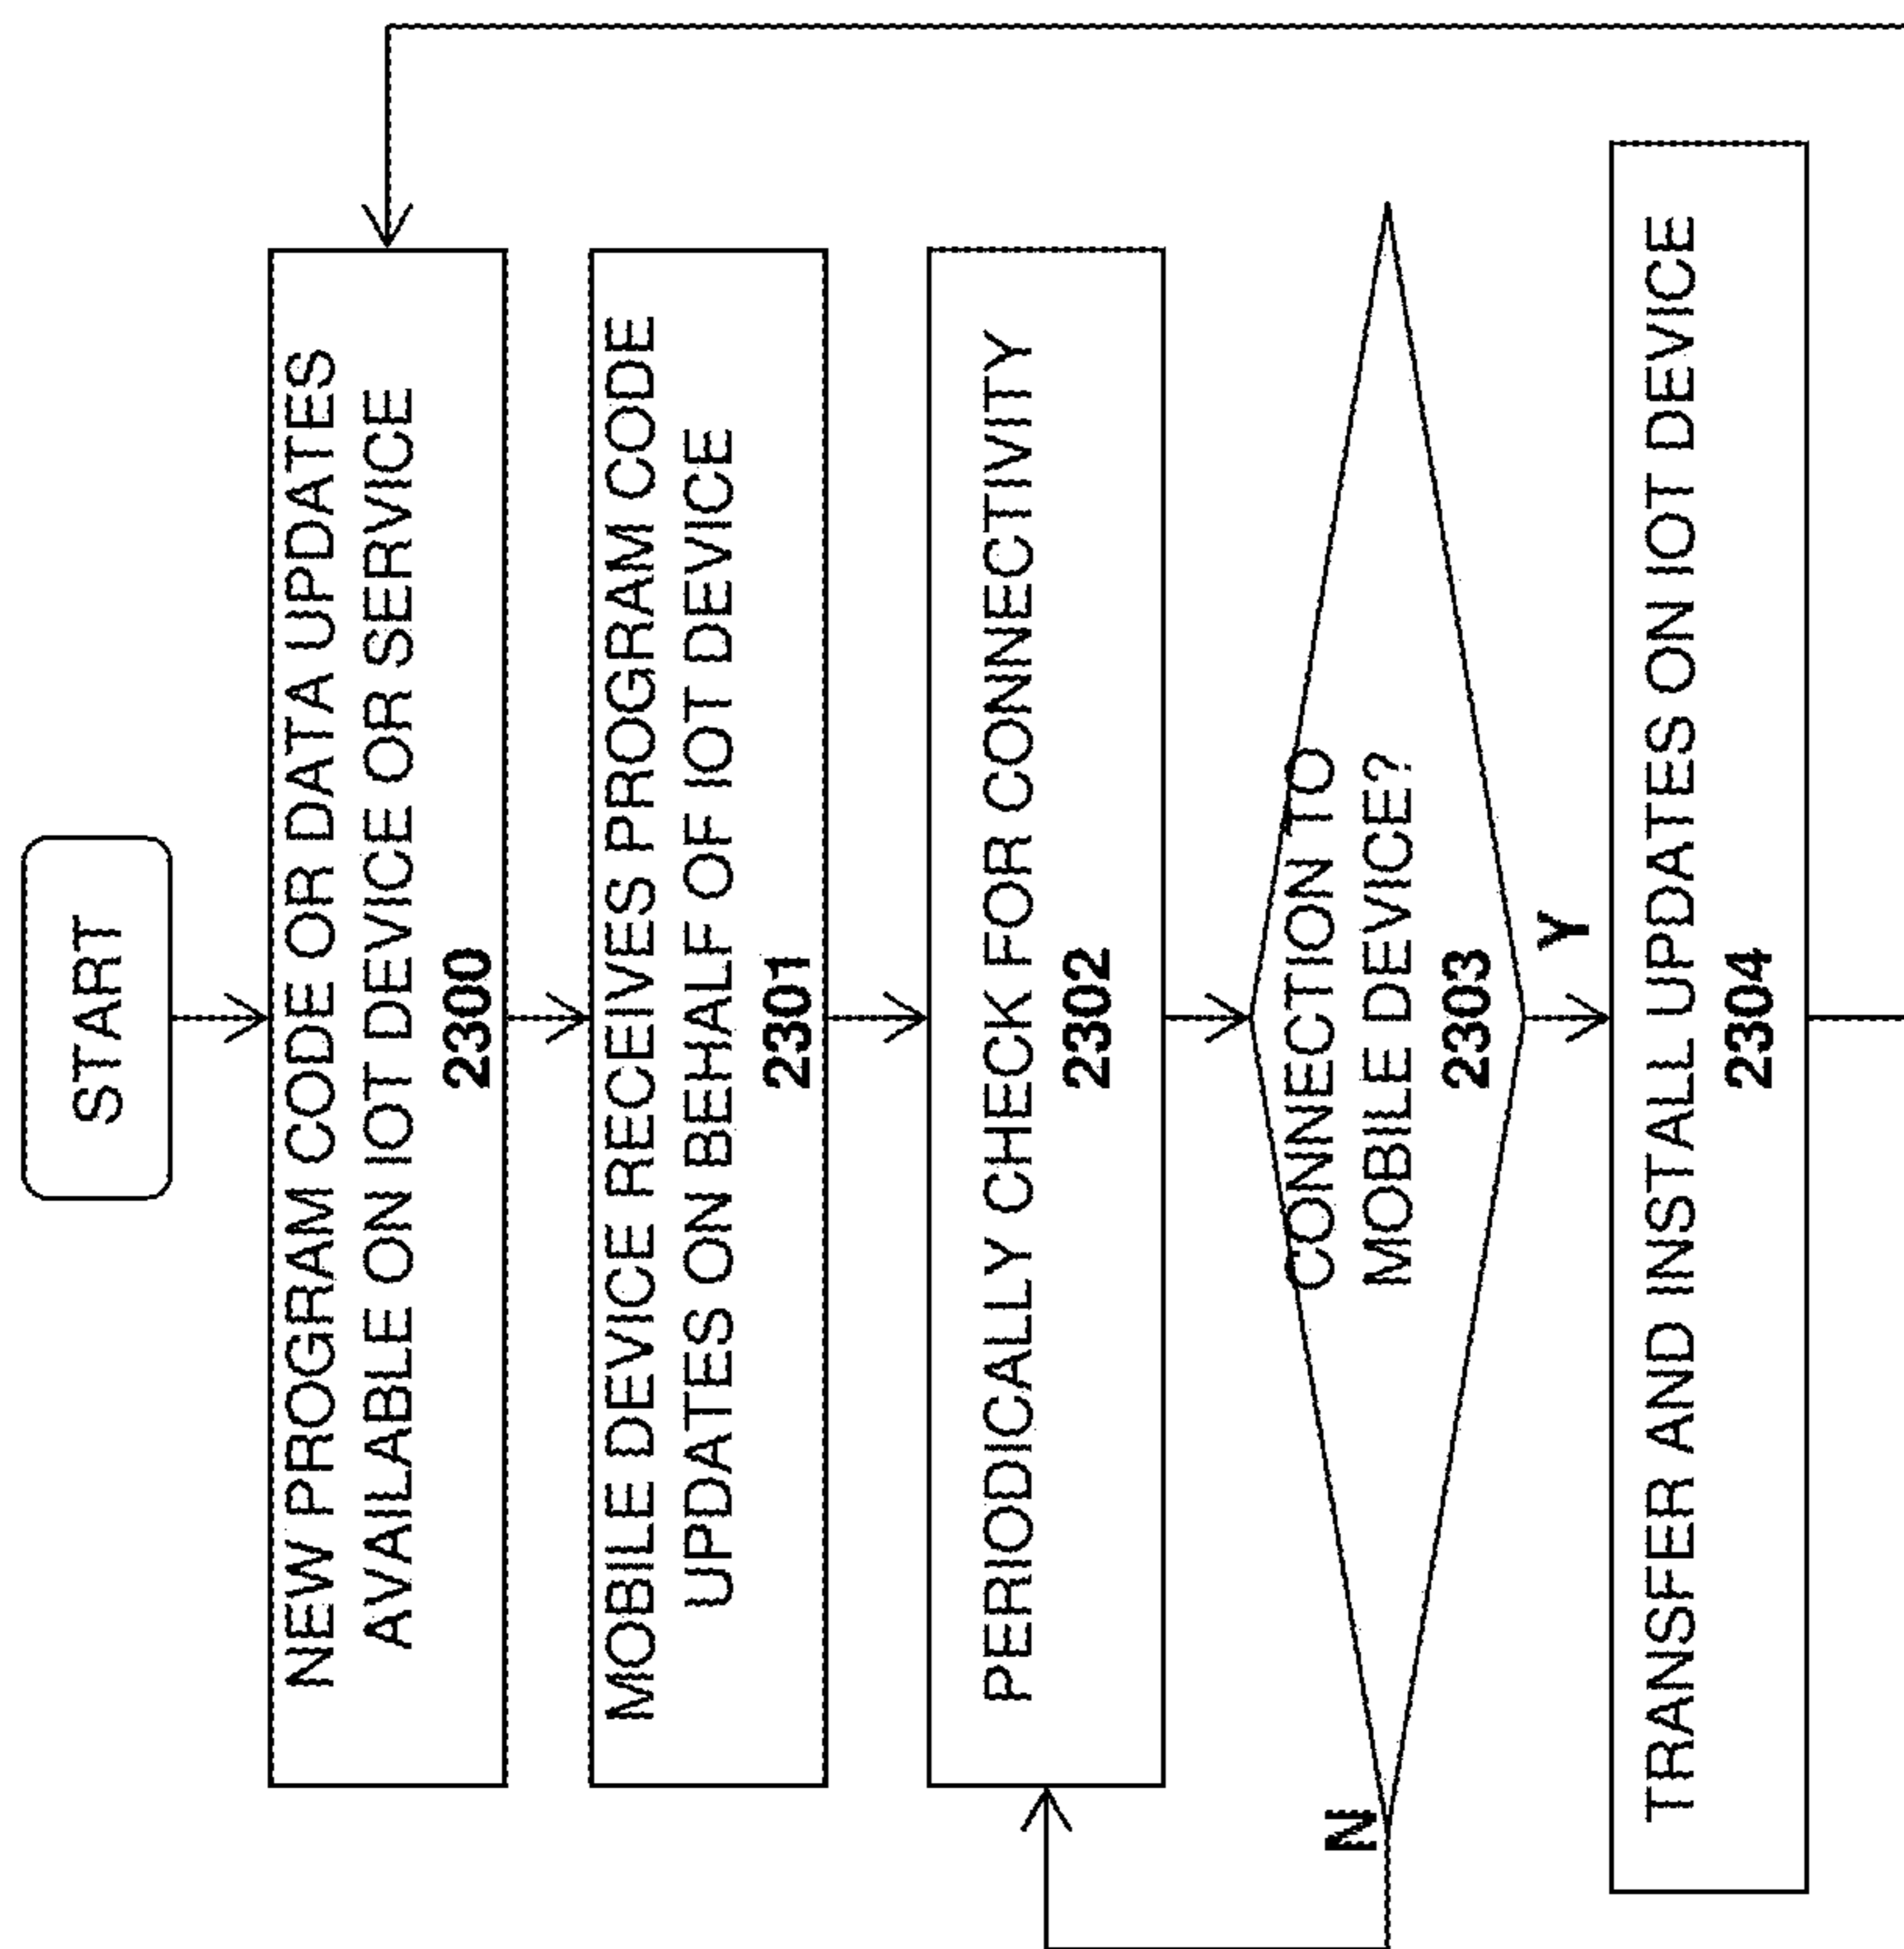 START
NEW PROGRAM CODE OR DATA UPDATES
AVAILABLE ON IOT DEVICE OR SERVICE
2300
MOBILE DEVICE RECEIVES PROGRAM CODE
UPDATES ON BEHALF OF IOT DEVICE
2301
PERIODICALLY CHECK FOR CONNECTIVITY
2302
CONNECTION TO
MOBILE DEVICE?
2303
N
Y
TRANSFER AND INSTALL UPDATES ON IOT DEVICE
2304